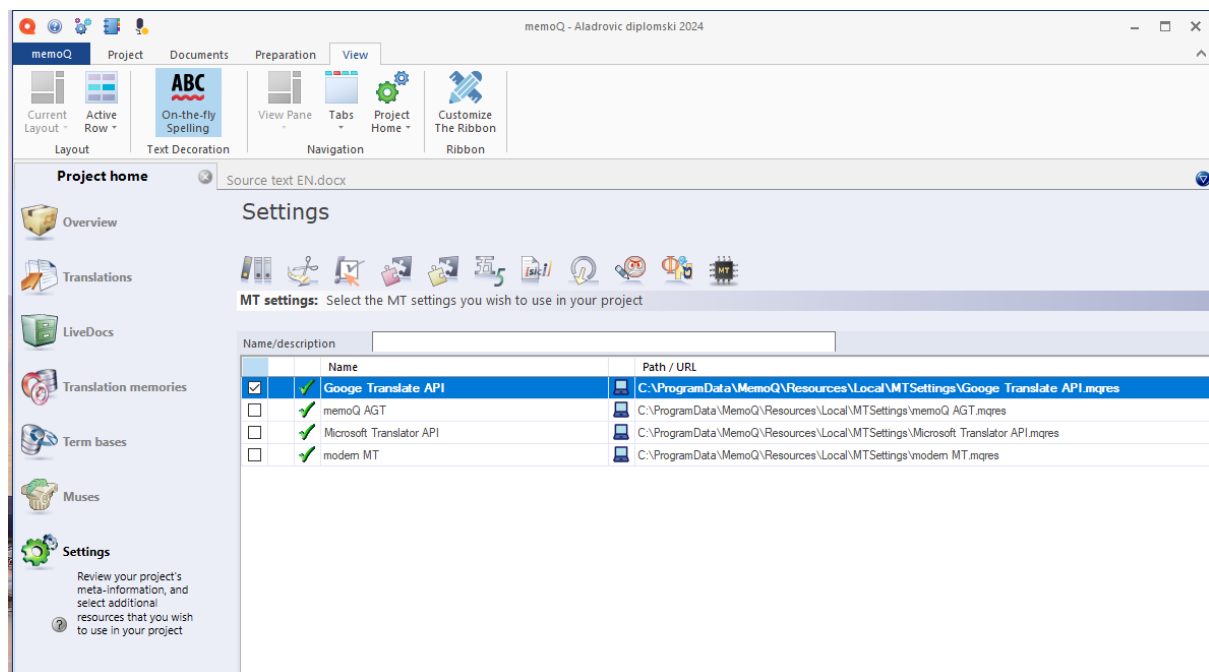 memoQ - Aladrovic diplomski 2024
memoQ Project Documents Preparation View
ABC
Current Layout Active Row On-the-fly Spelling View Pane Tabs Project Home Customize The Ribbon
Layout Text Decoration Navigation Ribbon
Project home Source text EN.docx
Settings
Overview
Translations
LiveDocs
Translation memories
Term bases
Muses
Settings
Review your project's
meta-information, and
select additional
resources that you wish
to use in your project
[sic!]
MT
MT settings: Select the MT settings you wish to use in your project
Name/description
Name Path / URL
Googe Translate API C:\ProgramData\MemoQ\Resources\Local\MTSettings\Googe Translate API.mqres
memoQ AGT C:\ProgramData\MemoQ\Resources\Local\MTSettings\memoQ AGT.mqres
Microsoft Translator API C:\ProgramData\MemoQ\Resources\Local\MTSettings\Microsoft Translator API.mqres
modern MT C:\ProgramData\MemoQ\Resources\Local\MTSettings\modern MT.mqres